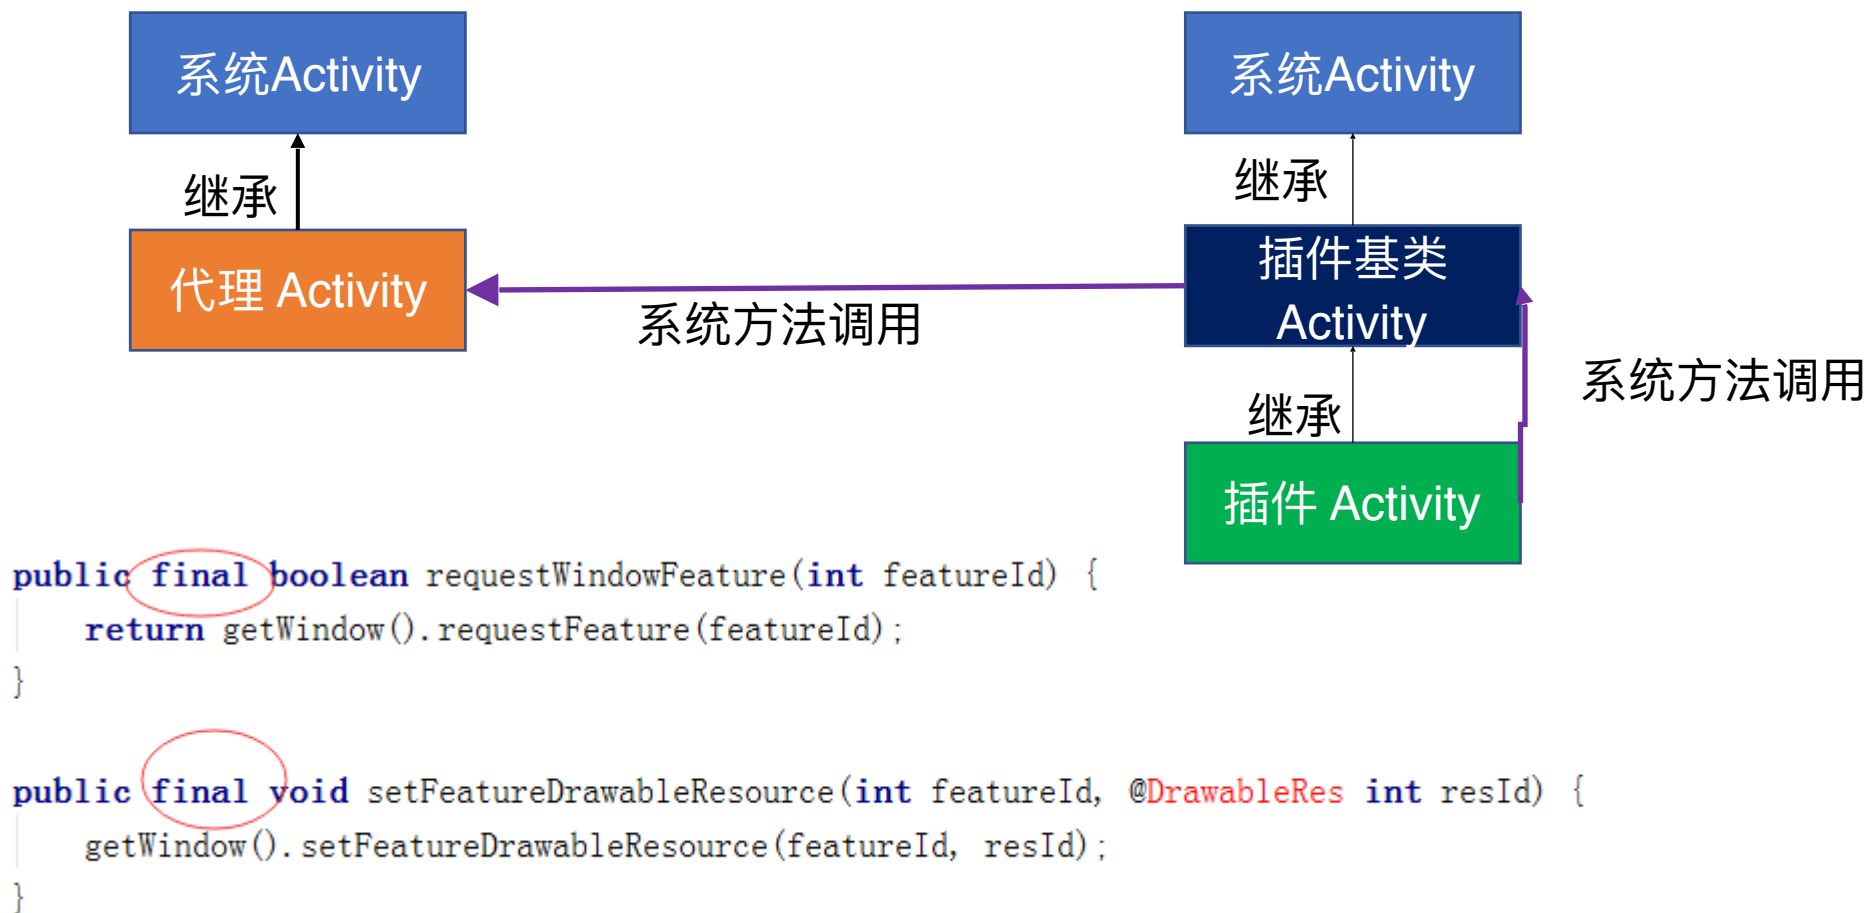 系统Activity
系统Activity
继承
继承
代理 Activity
插件基类
Activity
系统方法调用
系统方法调用
继承
插件 Activity
public final boolean requestWindowFeature(int featureId) {
return getWindow().requestFeature(featureId);
}
public final void setFeatureDrawableResource(int featureId, @DrawableRes int resId) {
getWindow().setFeatureDrawableResource(featureId, resId);
}